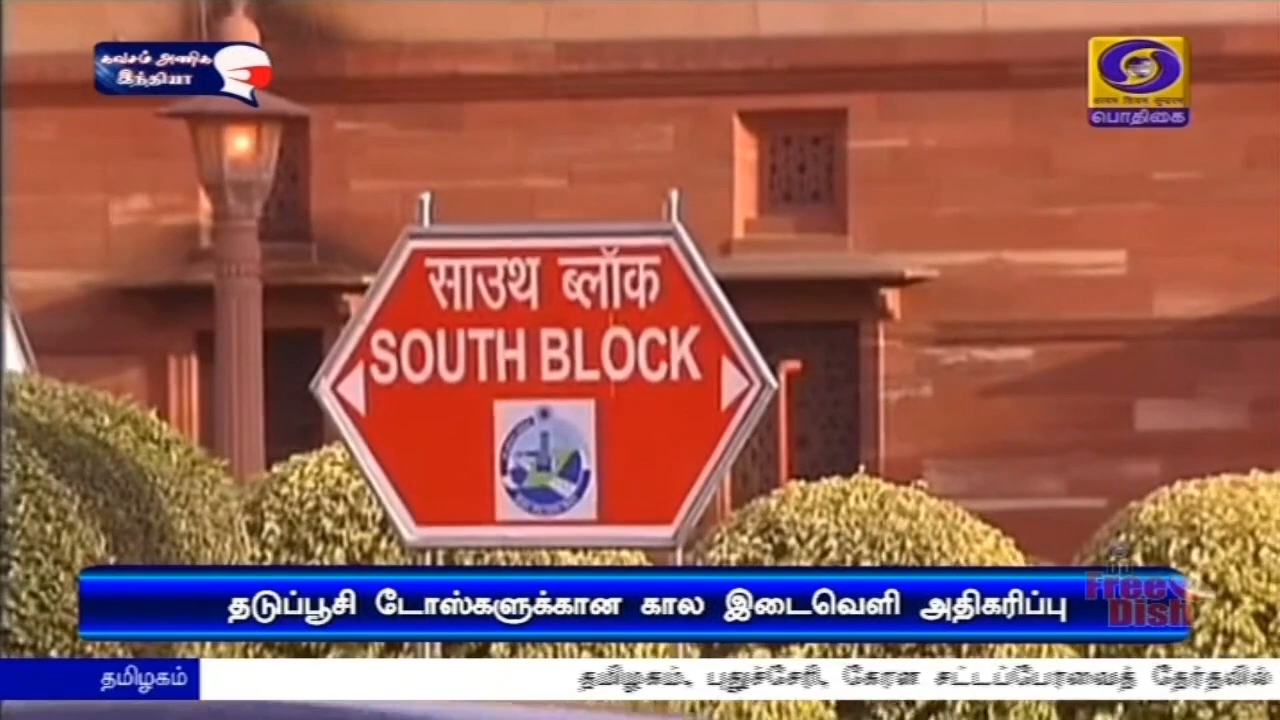 கவசம் அணிக
இந்தியா
பொதிகை
साउथ ब्लॉक
SOUTH BLOCK
தடுப்பூசி டோஸ்களுக்கான கால இடைவெளி அதிகரிப்பு
Free
Dish
தமிழகம்
தமிழகம், புதுச்சேரி, கேரள சட்டப்பேரவைத் தேர்தலில்